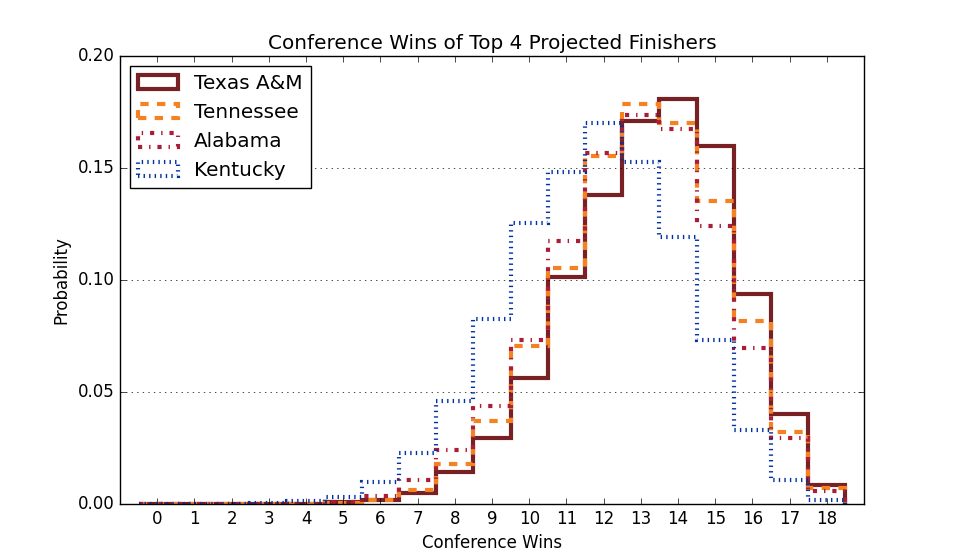 Conference Wins of Top 4 Projected Finishers
0.20
0.15
0.10
0.05
0.00
Probability
Texas A&M
Tennessee
Alabama
Kentucky
0 1 2 3 4 5 6 7 8 9 10 11 12 13 14 15 16 17 18
Conference Wins